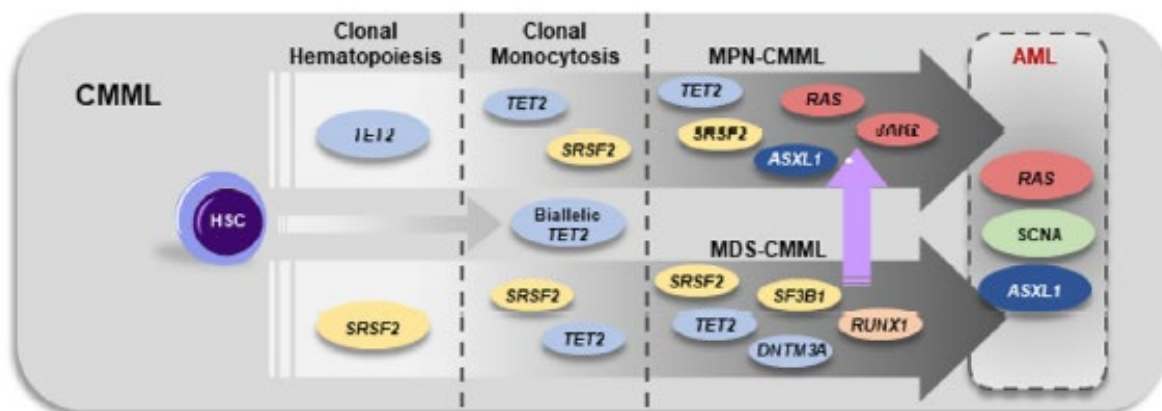 CMML
HSC
Clonal
Hematopoiesis
TET2
SRSF2
Clonal
Monocytosis
TET2
SRSF2
Biallelic
TET2
SRSF2
TET2
MPN-CMML
TET2
RAS
SRSF2
JAK2
ASXL1
MDS-CMML
SRSF2
SF3B1
TET2
RUNX1
DNTM3A
AML
RAS
SCNA
ASXL1